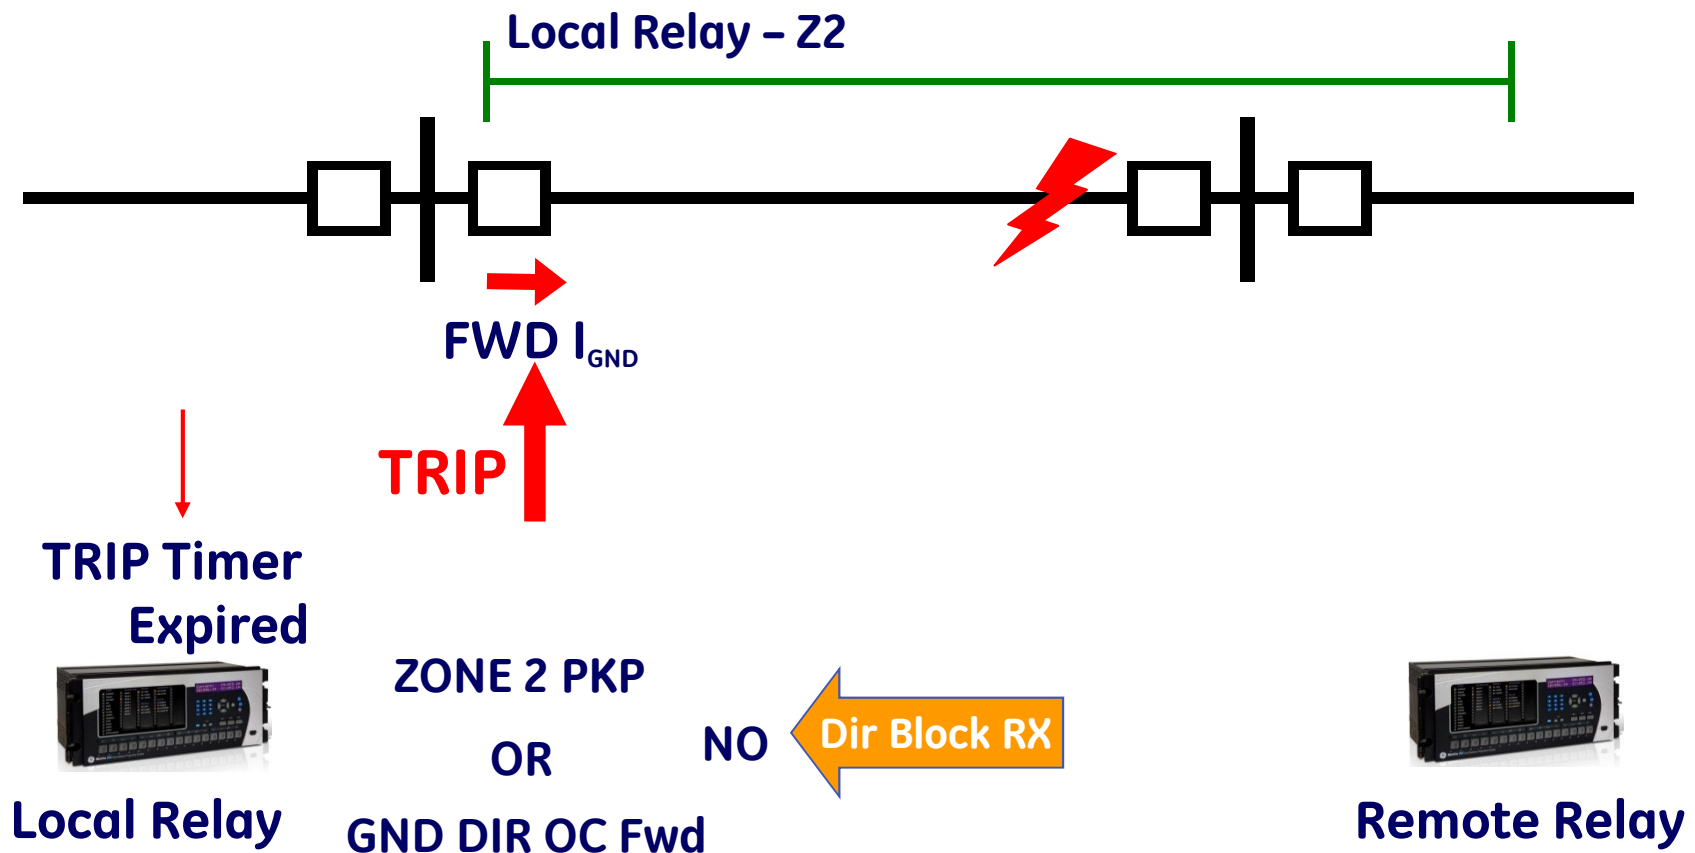 Local Relay – Z2
FWD IGND
TRIP
TRIP Timer
Expired
ZONE 2 PKP
OR
GND DIR OC Fwd
NO
Dir Block RX
Local Relay
Remote Relay